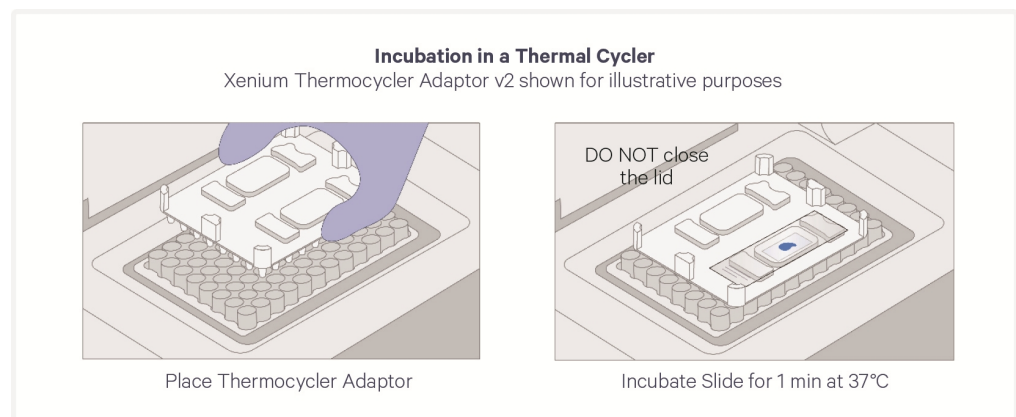 Incubation in a Thermal Cycler
Xenium Thermocycler Adaptor v2 shown for illustrative purposes
DO NOT close
the lid
Place Thermocycler Adaptor
Incubate Slide for 1 min at 37°C